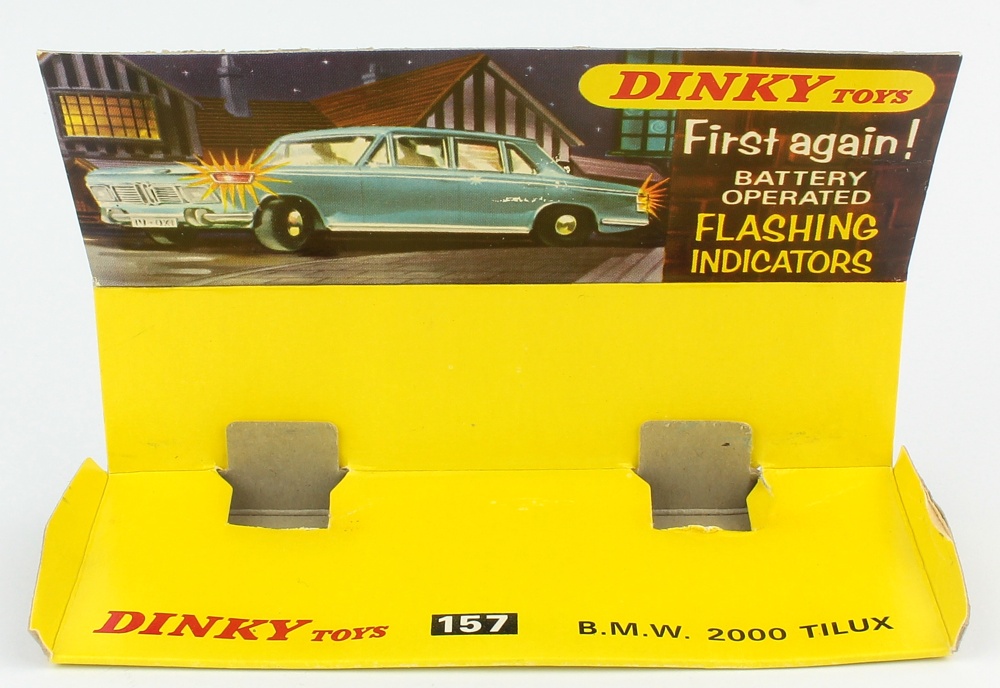 DINKY TOYS
First again!
BATTERY
OPERATED
FLASHING
INDICATORS
DINKY TOYS 157 B.M.W. 2000 TILUX